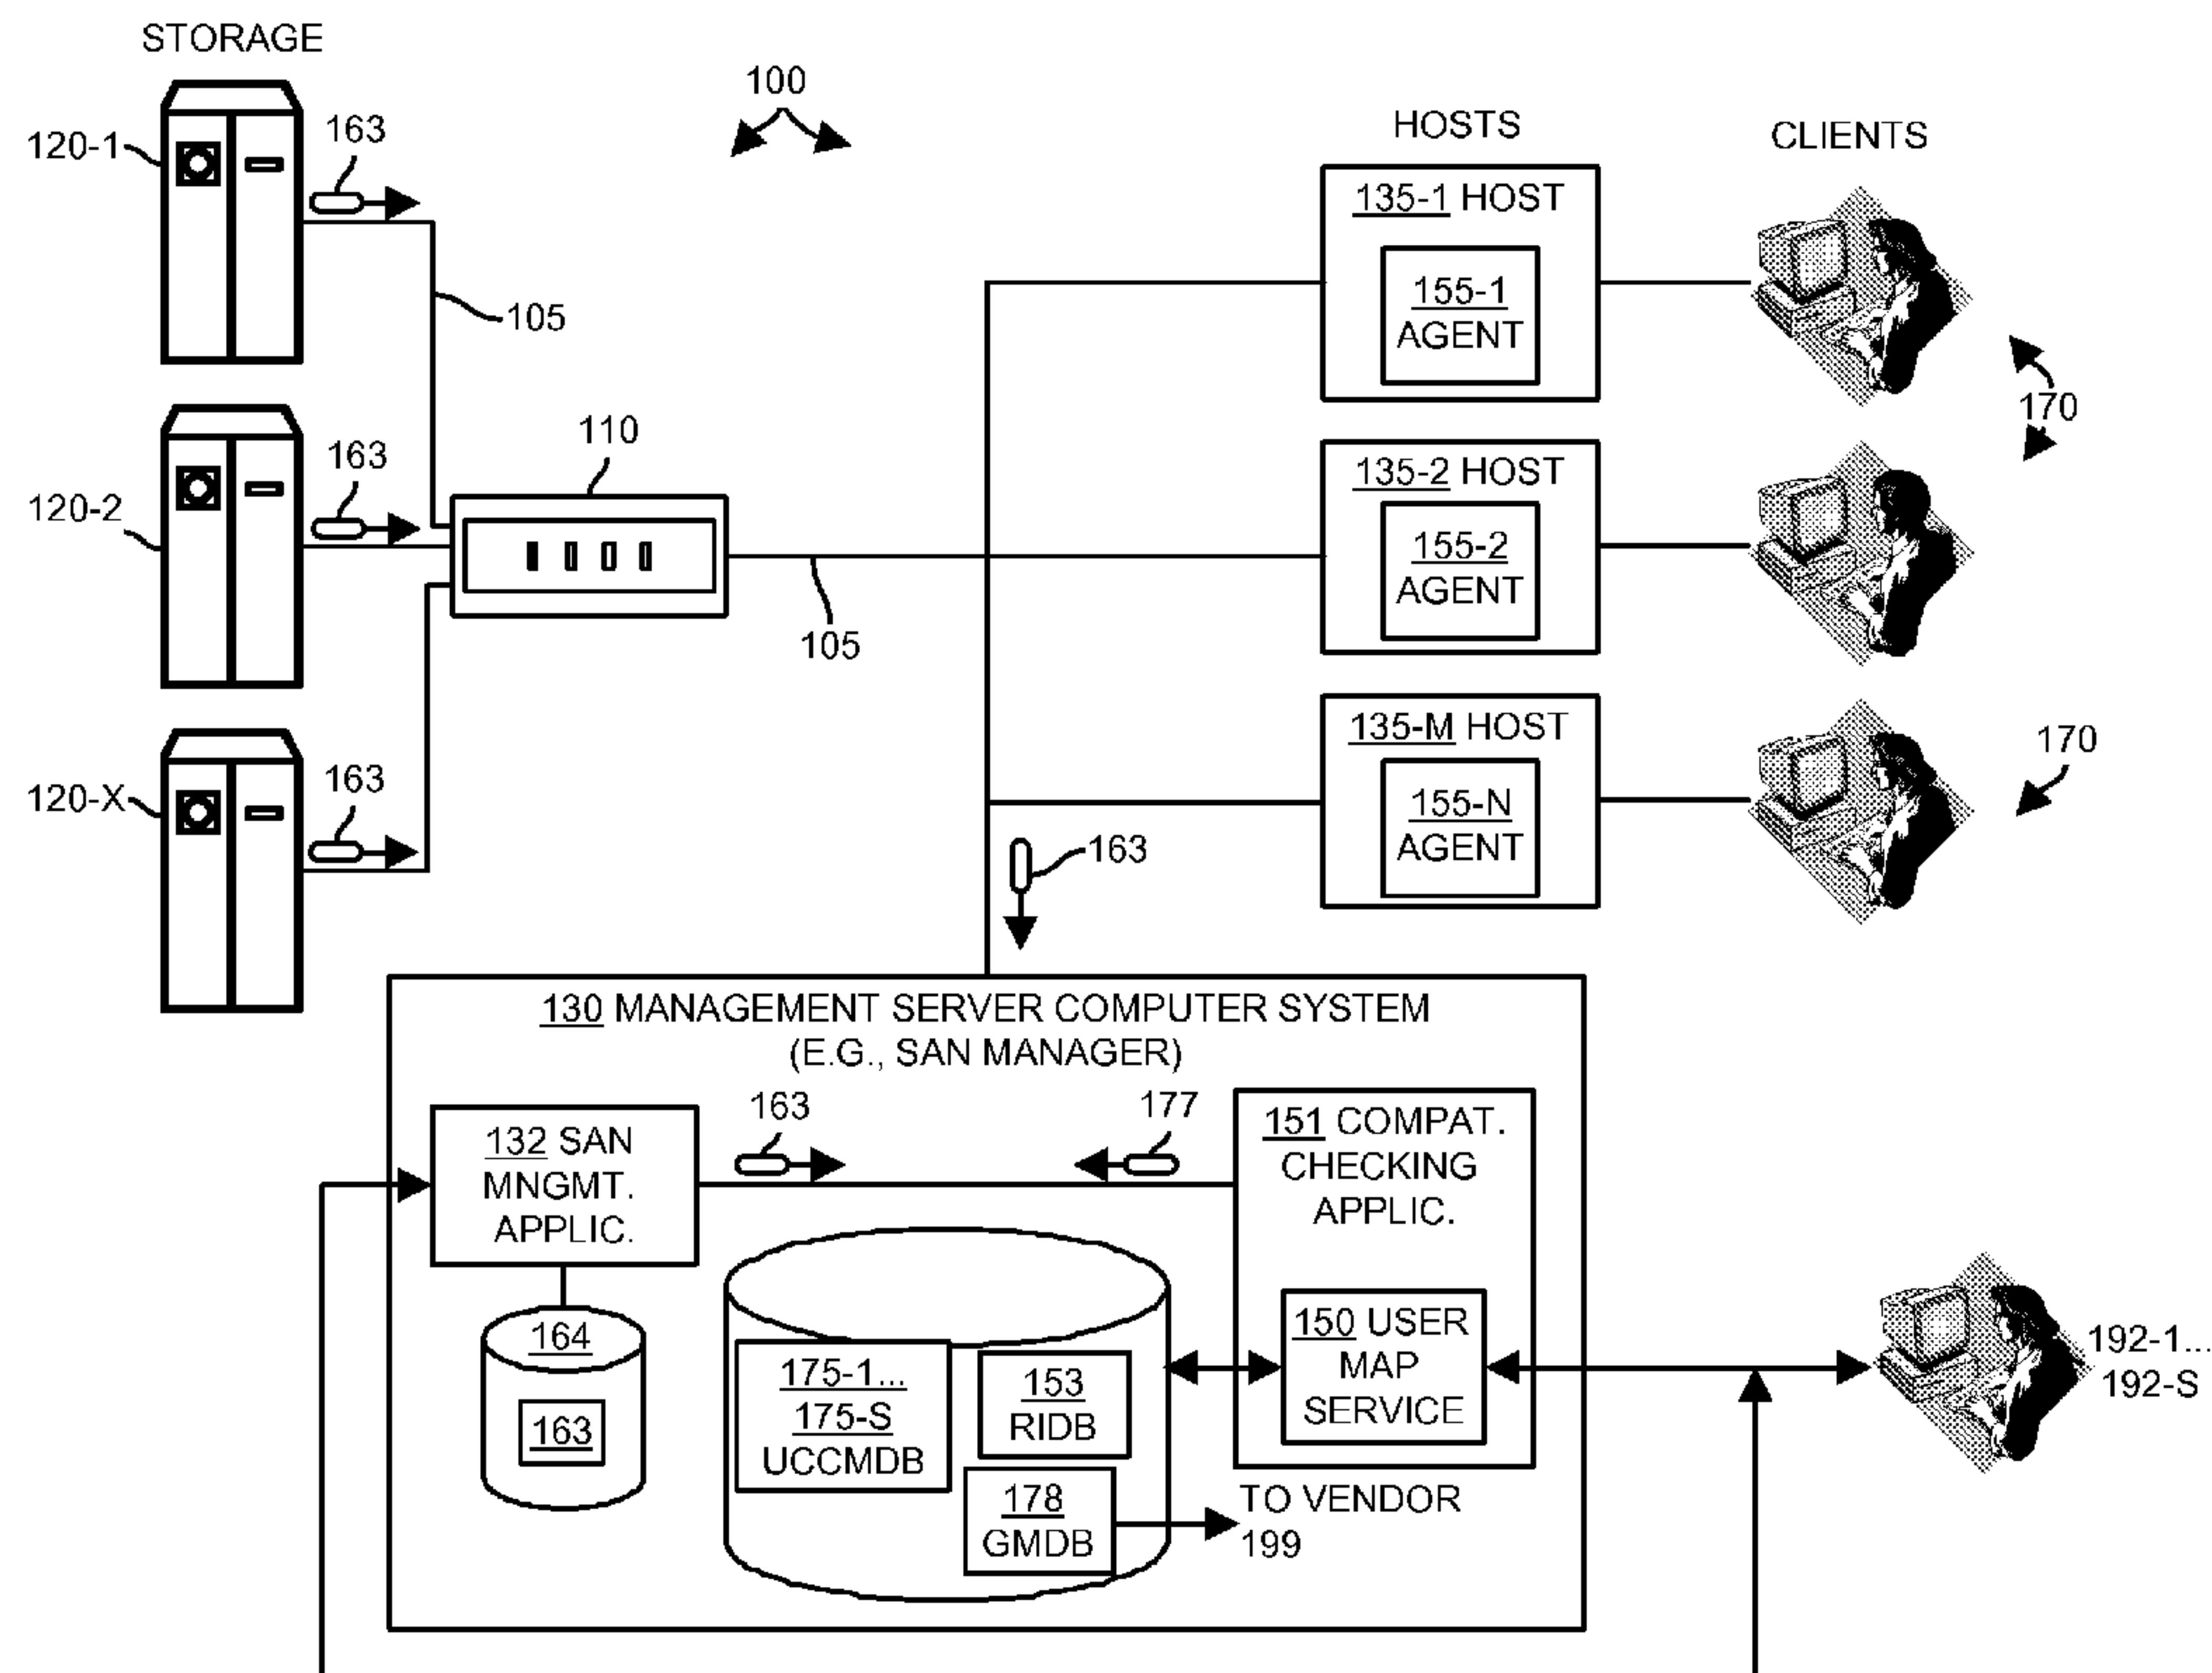 STORAGE
100
HOSTS
CLIENTS
120-1
163
135-1 HOST
155-1
AGENT
105
170
110
120-2
163
135-2 HOST
155-2
AGENT
105
120-X
163
135-M HOST
155-N
AGENT
170
163
130 MANAGEMENT SERVER COMPUTER SYSTEM
(E.G., SAN MANAGER)
132 SAN
MNGMT.
APPLIC.
163
177
151 COMPAT.
CHECKING
APPLIC.
164
163
175-1...
175-S
UCCMDB
153
RIDB
178
GMDB
150 USER
MAP
SERVICE
TO VENDOR
199
192-1...
192-S